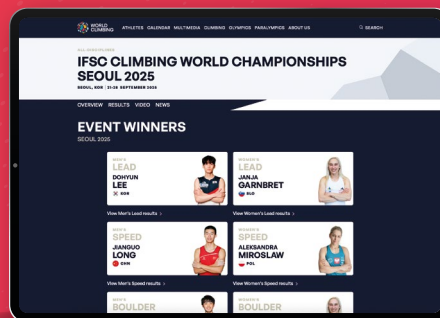 WORLD CLIMBING
ATHLETES CALENDAR MULTIMEDIA CLIMBING OLYMPICS PARALYMPICS ABOUT US
SEARCH
ALL DISCIPLINES
IFSC CLIMBING WORLD CHAMPIONSHIPS
SEOUL 2025
SEOUL, KOR | 21-28 SEPTEMBER 2025
OVERVIEW RESULTS VIDEO NEWS
EVENT WINNERS
SEOUL 2025
MEN'S
LEAD
DOHYUN
LEE
KOR
View Men's Lead results >
WOMEN'S
LEAD
JANJA
GARNBRET
SLO
View Women's Lead results >
MEN'S
SPEED
JIANGUO
LONG
CHN
View Men's Speed results >
WOMEN'S
SPEED
ALEKSANDRA
MIROSLAW
POL
View Women's Speed results >
MEN'S
BOULDER
WOMEN'S
BOULDER